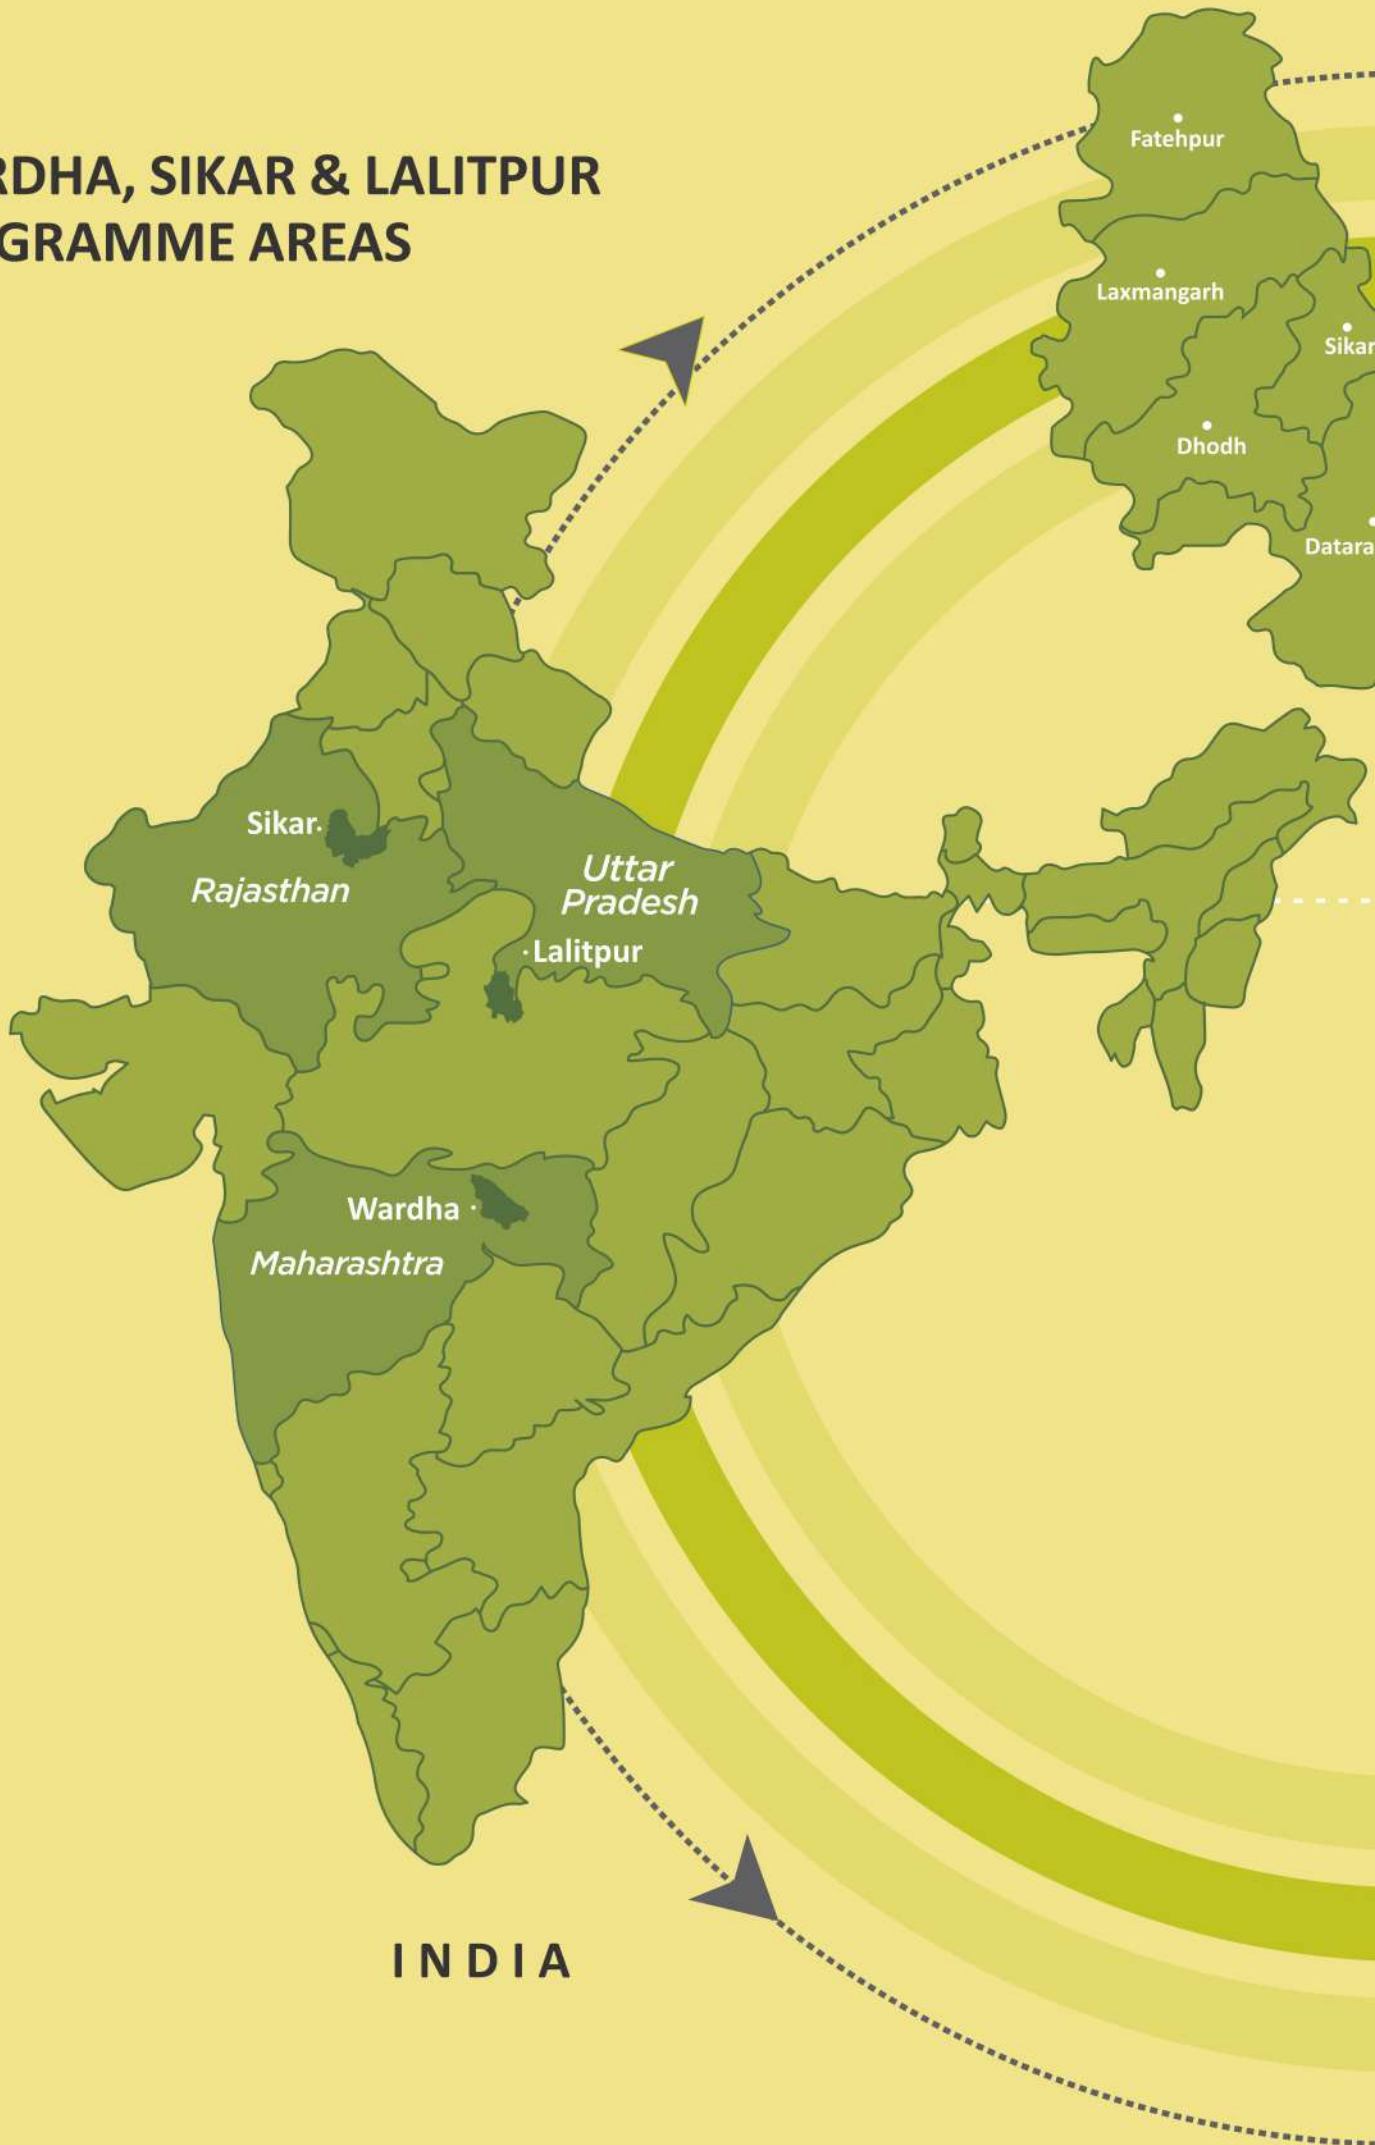 RDHA, SIKAR & LALITPUR
GRAMME AREAS
Fatehpur
Laxmangarh
Sikar
Dhodh
Datara
Sikar
Rajasthan
Uttar
Pradesh
Lalitpur
Wardha
Maharashtra
INDIA